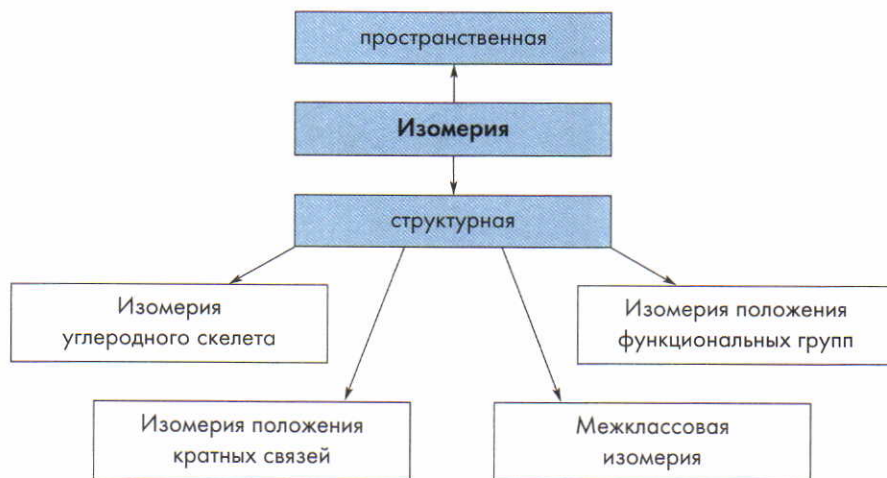 пространственная
Изомерия
структурная
Изомерия
углеродного скелета
Изомерия положения
функциональных групп
Изомерия положения
кратных связей
Межклассовая
изомерия